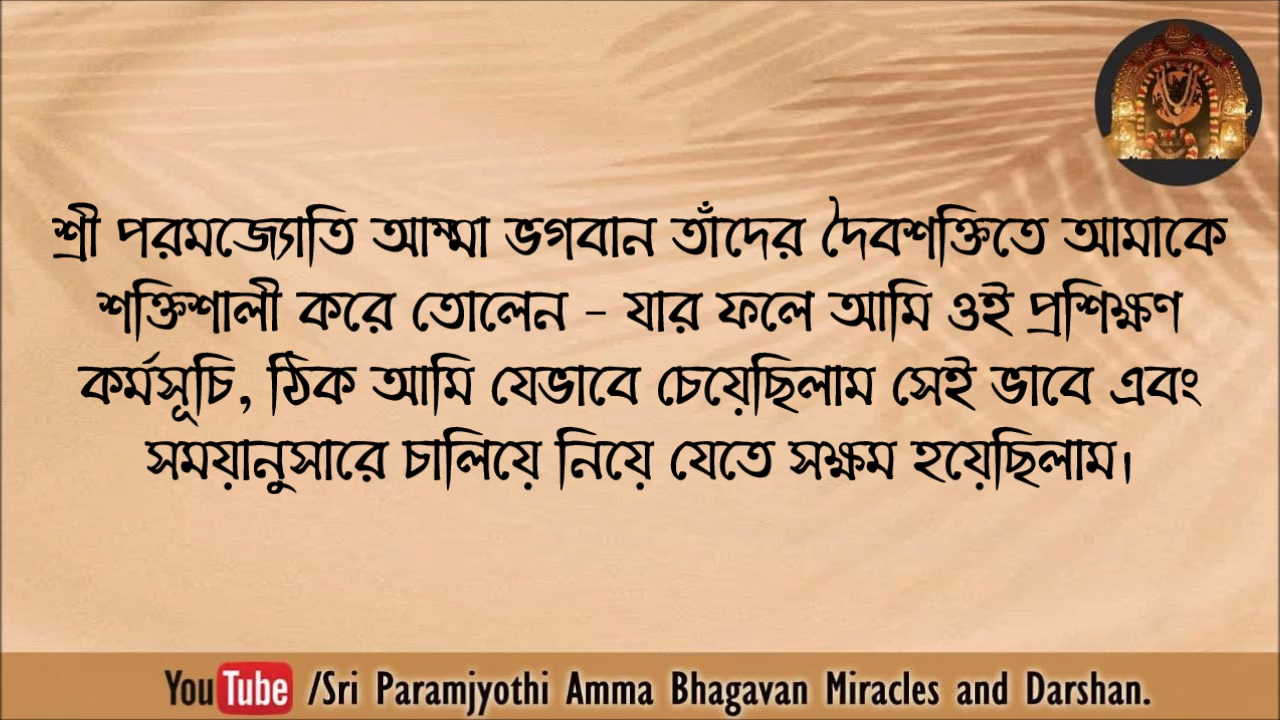 শ্রী পরমজ্যোতি আম্মা ভগবান তাঁদের দৈবশক্তিতে আমাকে
শক্তিশালী করে তোলেন - যার ফলে আমি ওই প্রশিক্ষণ
কর্মসূচি, ঠিক আমি যেভাবে চেয়েছিলাম সেই ভাবে এবং
সময়ানুসারে চালিয়ে নিয়ে যেতে সক্ষম হয়েছিলাম।
YouTube /Sri Paramjyothi Amma Bhagavan Miracles and Darshan.